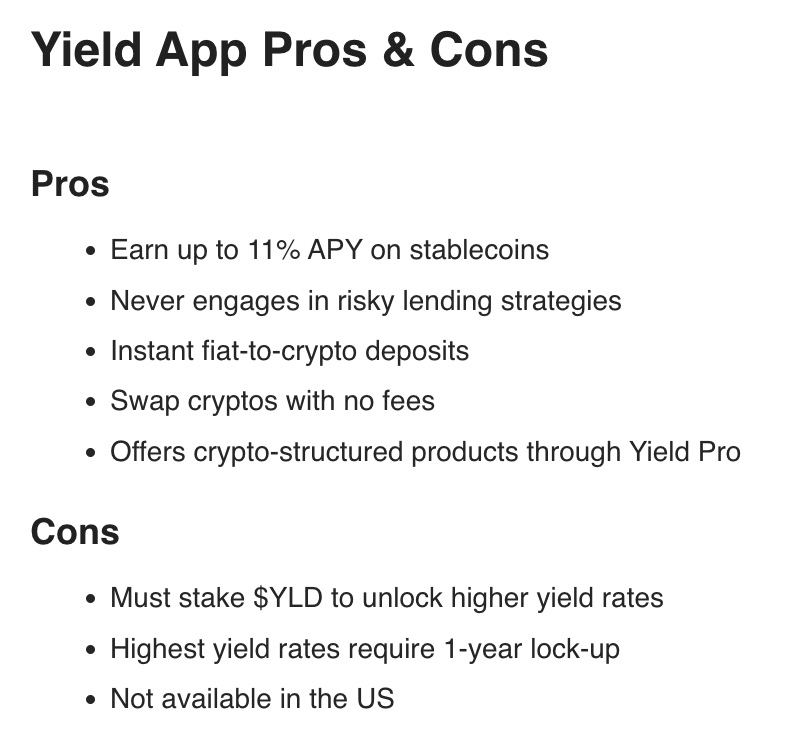 Yield App Pros & Cons
Pros
• Earn up to 11% APY on stablecoins
• Never engages in risky lending strategies
• Instant fiat-to-crypto deposits
• Swap cryptos with no fees
• Offers crypto-structured products through Yield Pro
Cons
• Must stake $YLD to unlock higher yield rates
• Highest yield rates require 1-year lock-up
• Not available in the US